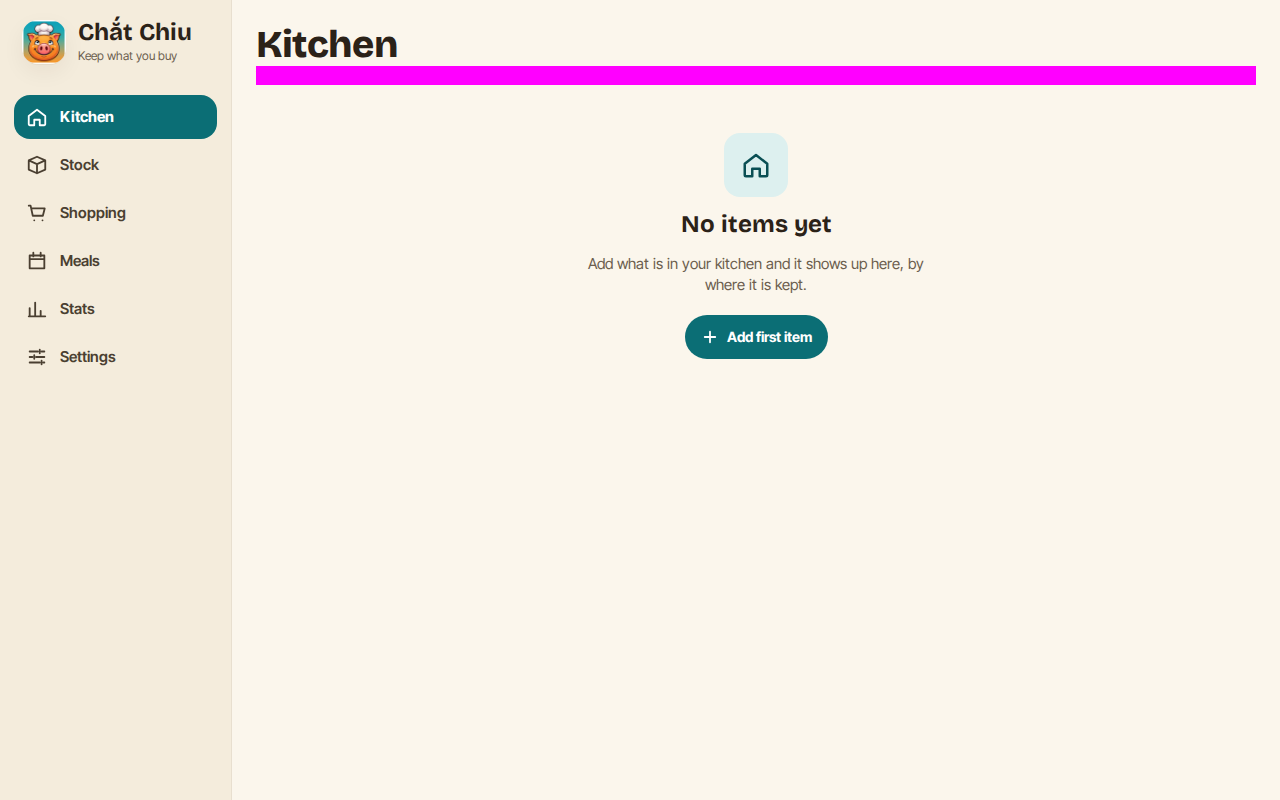 Chắt Chiu
Keep what you buy
Kitchen
Stock
Shopping
Meals
Stats
Settings
Kitchen
No items yet
Add what is in your kitchen and it shows up here, by
where it is kept.
Add first item